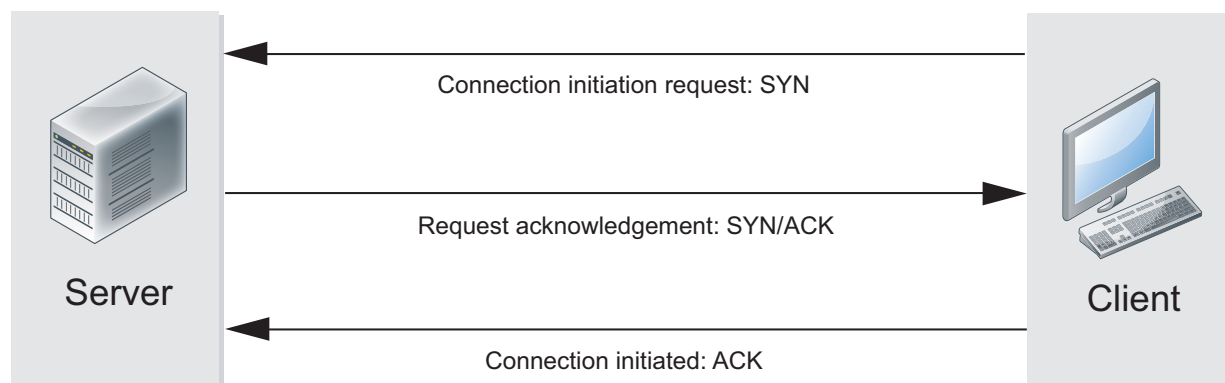 Connection initiation request: SYN
Request acknowledgement: SYN/ACK
Server
Client
Connection initiated: ACK